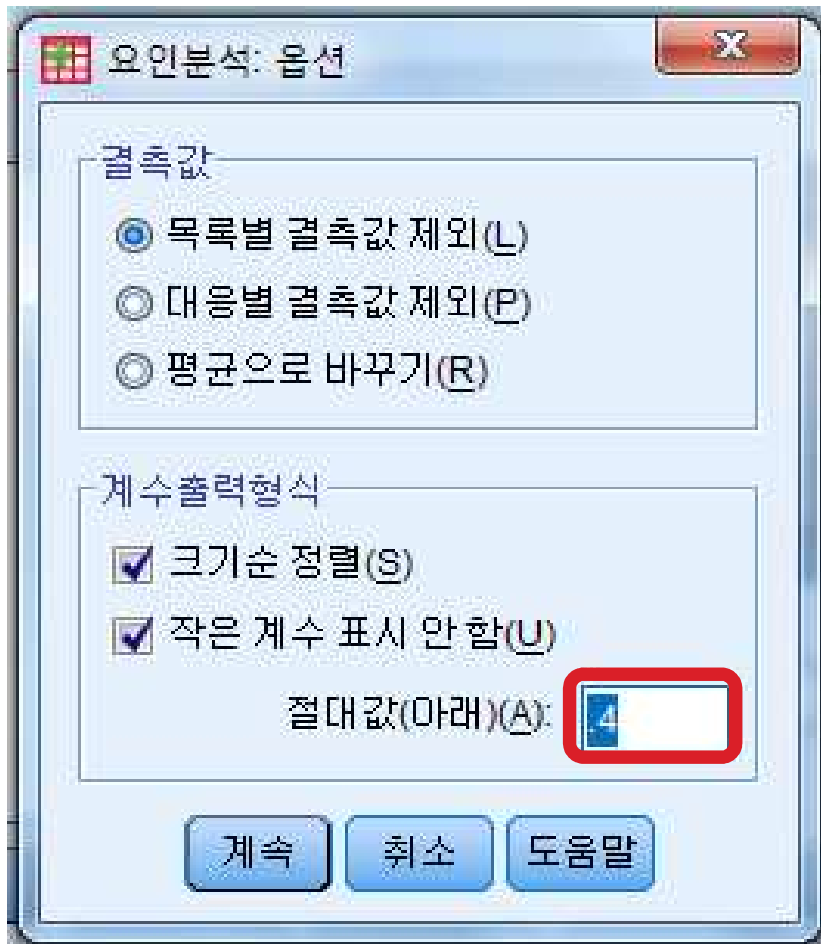 요인분석: 옵션
결측값
목록별 결측값 제외(L)
대응별 결측값 제외(P)
평균으로 바꾸기(R)
계수출력형식
크기순 정렬(S)
작은 계수 표시 안 함(U)
절대값(아래)(A): .4
계속 취소 도움말